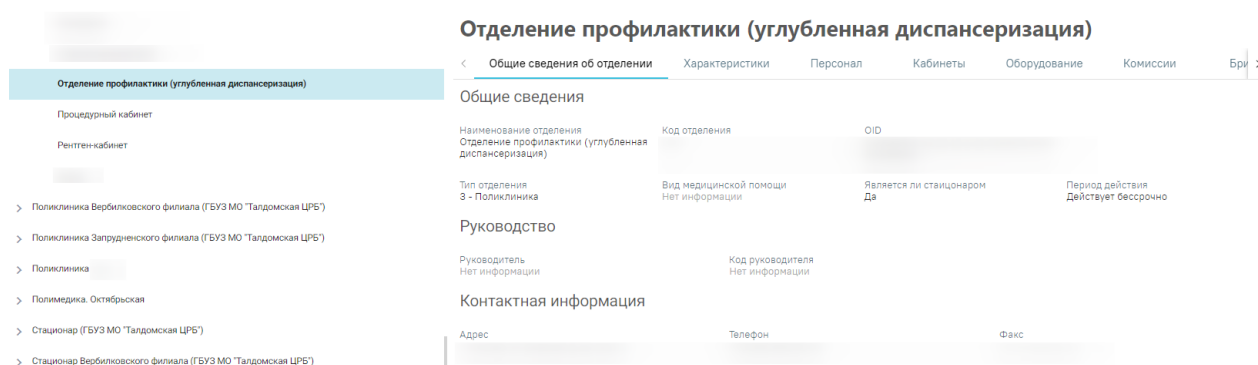 Отделение профилактики (углубленная диспансеризация)
Процедурный кабинет
Рентген-кабинет
Поликлиника Вербилковского филиала (ГБУЗ МО "Талдомская ЦРБ")
Поликлиника Запрудненского филиала (ГБУЗ МО "Талдомская ЦРБ")
Поликлиника
Полимедика. Октябрьская
Стационар (ГБУЗ МО "Талдомская ЦРБ")
Стационар Вербилковского филиала (ГБУЗ МО "Талдомская ЦРБ")
Отделение профилактики (углубленная диспансеризация)
Общие сведения об отделении Характеристики Персонал Кабинеты Оборудование Комиссии Бри
Общие сведения
Наименование отделения Код отделения OID
Отделение профилактики (углубленная
диспансеризация)
Тип отделения Вид медицинской помощи Является ли стаицонаром Период действия
3 - Поликлиника Нет информации Да Действует бессрочно
Руководство
Руководитель Код руководителя
Нет информации Нет информации
Контактная информация
Адрес Телефон Факс